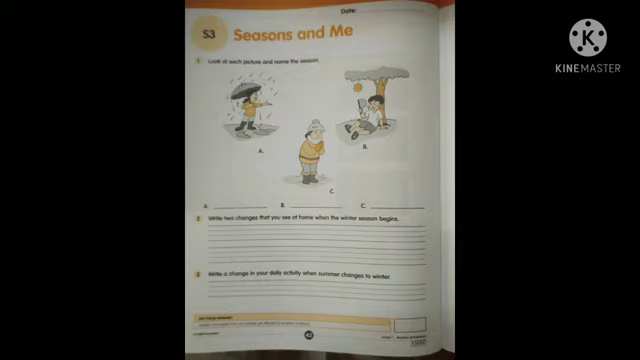 Date:
S3 Seasons and Me
1 Look at each picture and name the season.
A.
B.
C.
A. B. C.
2 Write two changes that you see at home when the winter season begins.
3 Write a change in your daily activity when summer changes to winter.
42
K
KINEMASTER